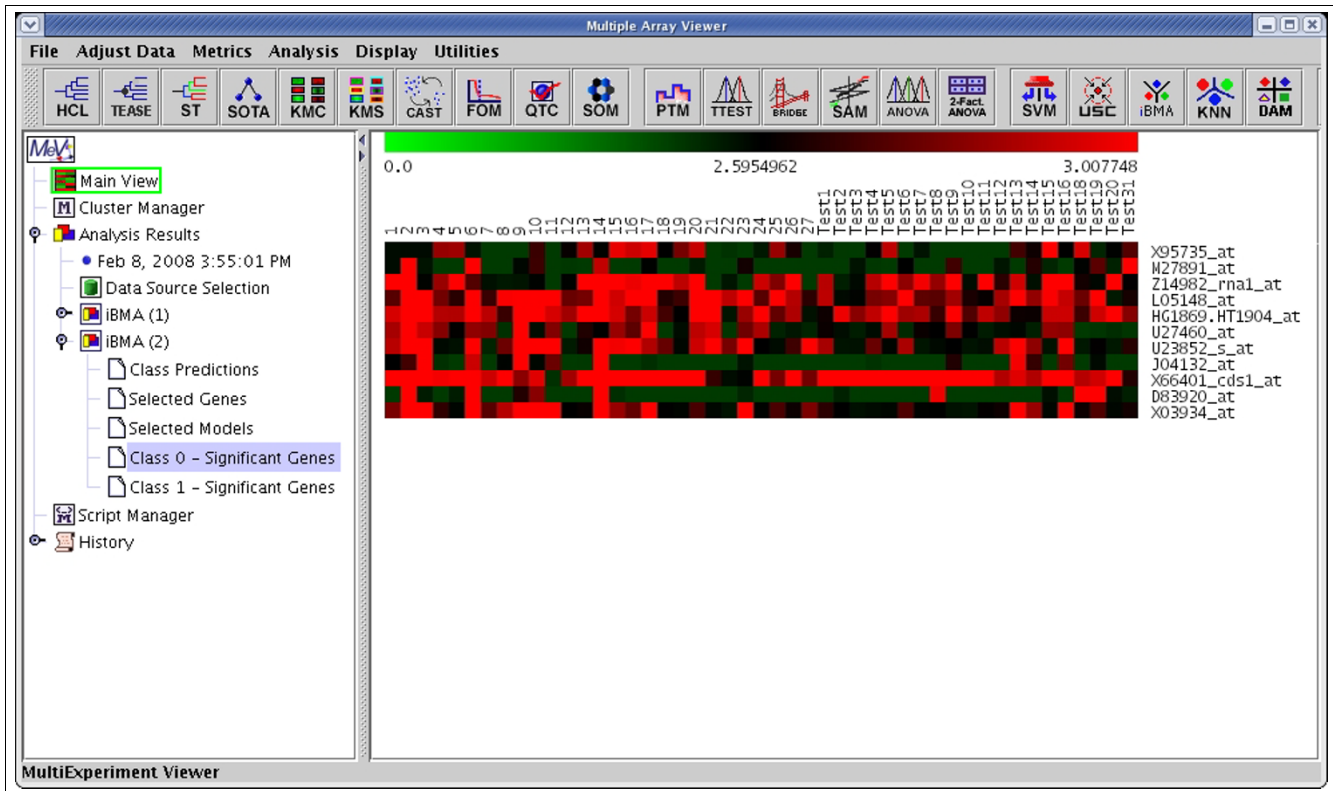 Multiple Array Viewer
File Adjust Data Metrics Analysis Display Utilities
HCL TEASE ST SOTA KMC KMS CAST FOM QTC SOM PTM TTEST BRIDGE SAM ANOVA 2-Fact. ANOVA SVM USC iBMA KNN DAM
MeV
Main View
Cluster Manager
Analysis Results
Feb 8, 2008 3:55:01 PM
Data Source Selection
iBMA (1)
iBMA (2)
Class Predictions
Selected Genes
Selected Models
Class 0 – Significant Genes
Class 1 – Significant Genes
Script Manager
History
0.0 2.5954962 3.007748
1 2 3 4 5 6 7 8 9 10 11 12 13 14 15 16 17 18 19 20 21 22 23 24 25 26 27 Test1 Test2 Test3 Test4 Test5 Test6 Test7 Test8 Test9 Test10 Test11 Test12 Test13 Test14 Test15 Test16 Test18 Test19 Test20 Test31
X95735_at
M27891_at
Z14982_rna1_at
L05148_at
HG1869.HT1904_at
U27460_at
U23852_s_at
J04132_at
X66401_cds1_at
D83920_at
X03934_at
MultiExperiment Viewer